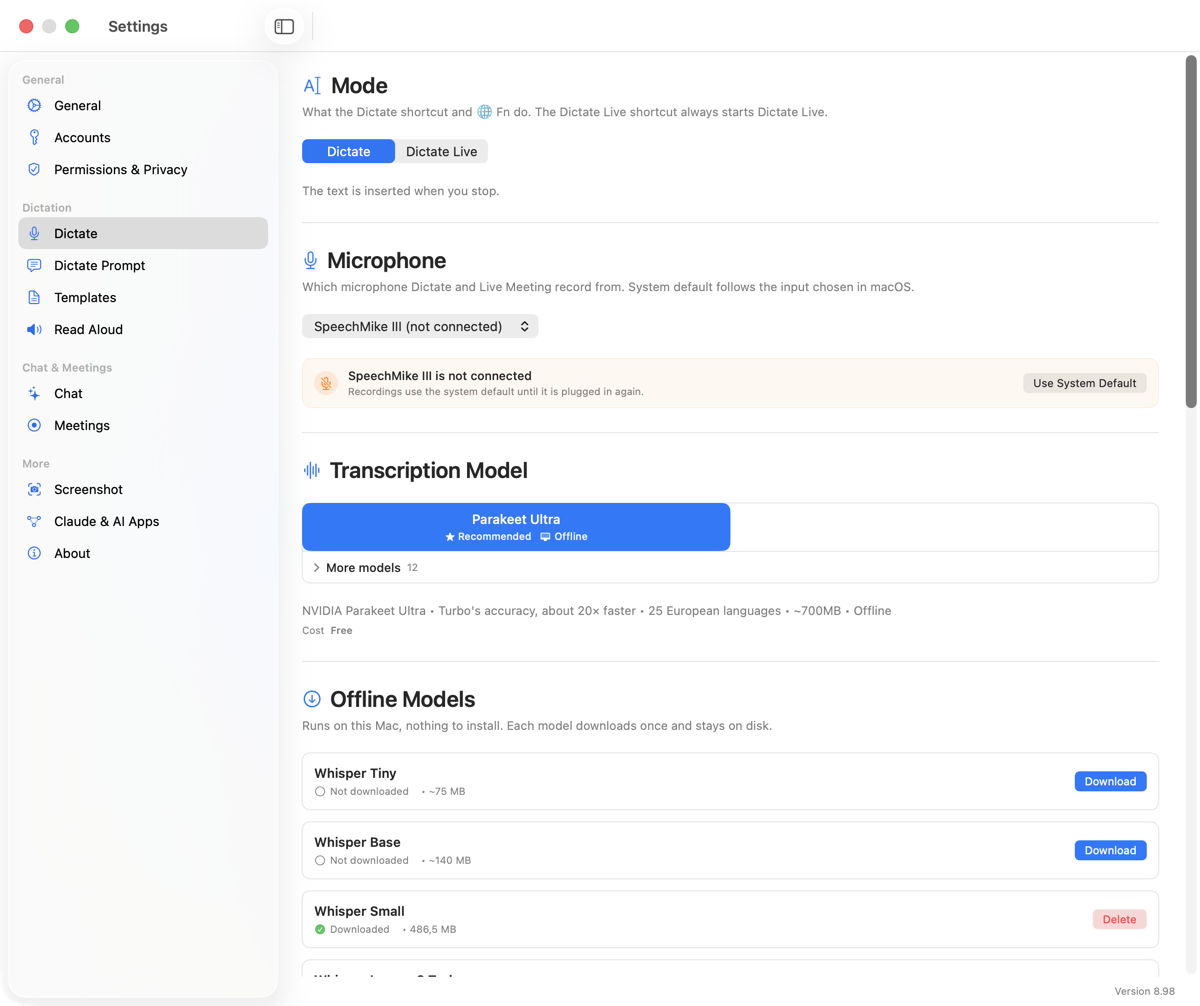 Settings
General
General
Accounts
Permissions & Privacy
Dictation
Dictate
Dictate Prompt
Templates
Read Aloud
Chat & Meetings
Chat
Meetings
More
Screenshot
Claude & AI Apps
About
Mode
What the Dictate shortcut and 🌐 Fn do. The Dictate Live shortcut always starts Dictate Live.
Dictate
Dictate Live
The text is inserted when you stop.
Microphone
Which microphone Dictate and Live Meeting record from. System default follows the input chosen in macOS.
SpeechMike III (not connected)
SpeechMike III is not connected
Recordings use the system default until it is plugged in again.
Use System Default
Transcription Model
Parakeet Ultra
Recommended Offline
More models 12
NVIDIA Parakeet Ultra • Turbo's accuracy, about 20× faster • 25 European languages • ~700MB • Offline
Cost Free
Offline Models
Runs on this Mac, nothing to install. Each model downloads once and stays on disk.
Whisper Tiny
Not downloaded • ~75 MB
Download
Whisper Base
Not downloaded • ~140 MB
Download
Whisper Small
Downloaded • 486,5 MB
Delete
Version 8.98